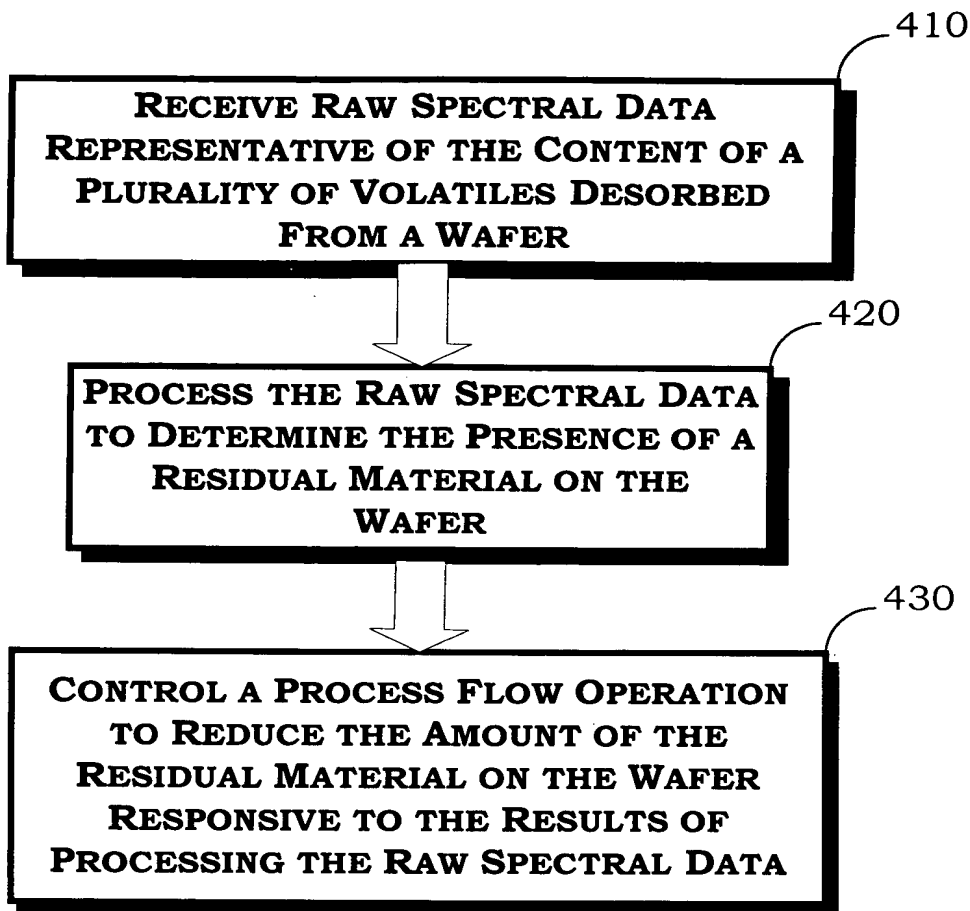 410
RECEIVE RAW SPECTRAL DATA
REPRESENTATIVE OF THE CONTENT OF A
PLURALITY OF VOLATILES DESORBED
FROM A WAFER
420
PROCESS THE RAW SPECTRAL DATA
TO DETERMINE THE PRESENCE OF A
RESIDUAL MATERIAL ON THE
WAFER
430
CONTROL A PROCESS FLOW OPERATION
TO REDUCE THE AMOUNT OF THE
RESIDUAL MATERIAL ON THE WAFER
RESPONSIVE TO THE RESULTS OF
PROCESSING THE RAW SPECTRAL DATA